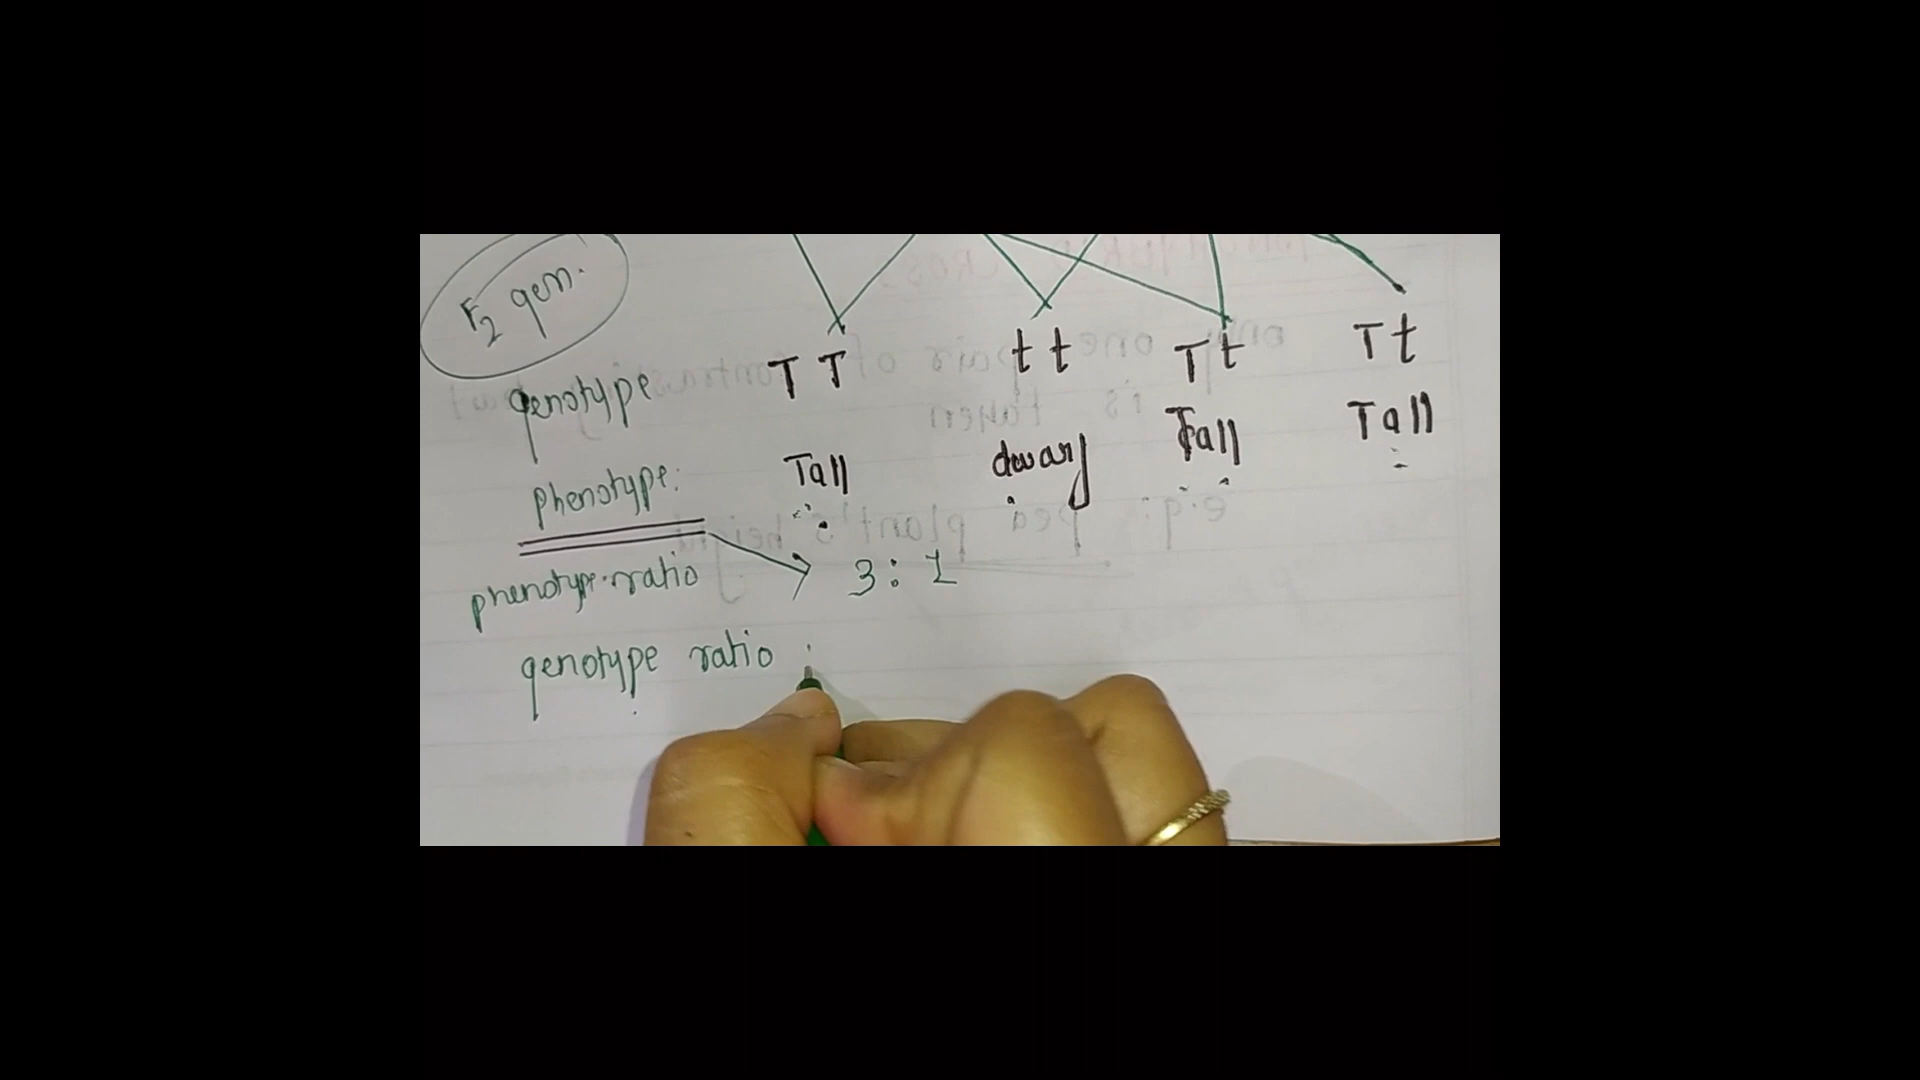 F2 gen.
genotype TT tt Tt Tt
phenotype: Tall dwarf Tall Tall
phenotype ratio 3:1
genotype ratio :